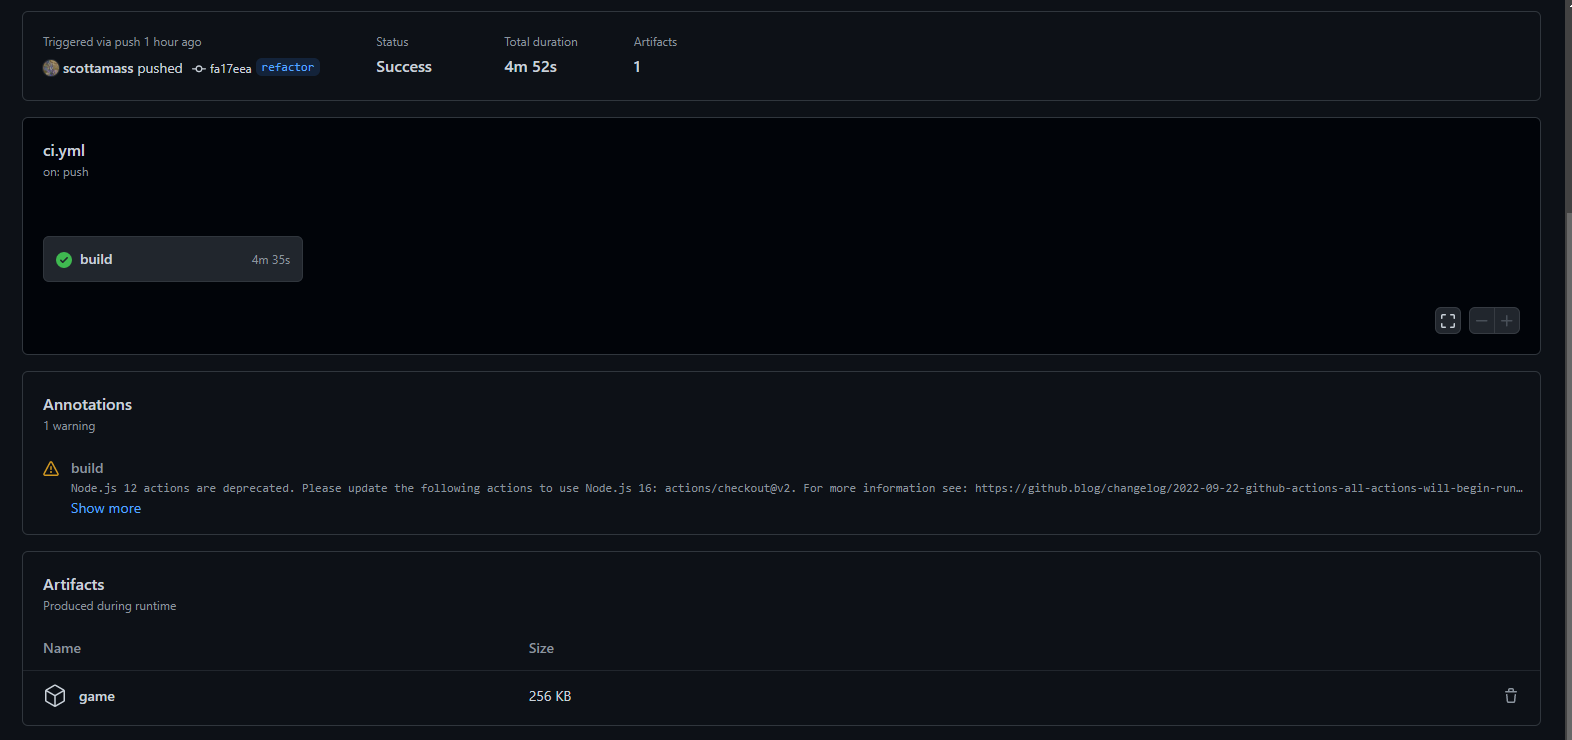 Triggered via push 1 hour ago
scottamass pushed fa17eea refactor
Status
Success
Total duration
4m 52s
Artifacts
1
ci.yml
on: push
build 4m 35s
Annotations
1 warning
build
Node.js 12 actions are deprecated. Please update the following actions to use Node.js 16: actions/checkout@v2. For more information see: https://github.blog/changelog/2022-09-22-github-actions-all-actions-will-begin-run…
Show more
Artifacts
Produced during runtime
Name Size
game 256 KB